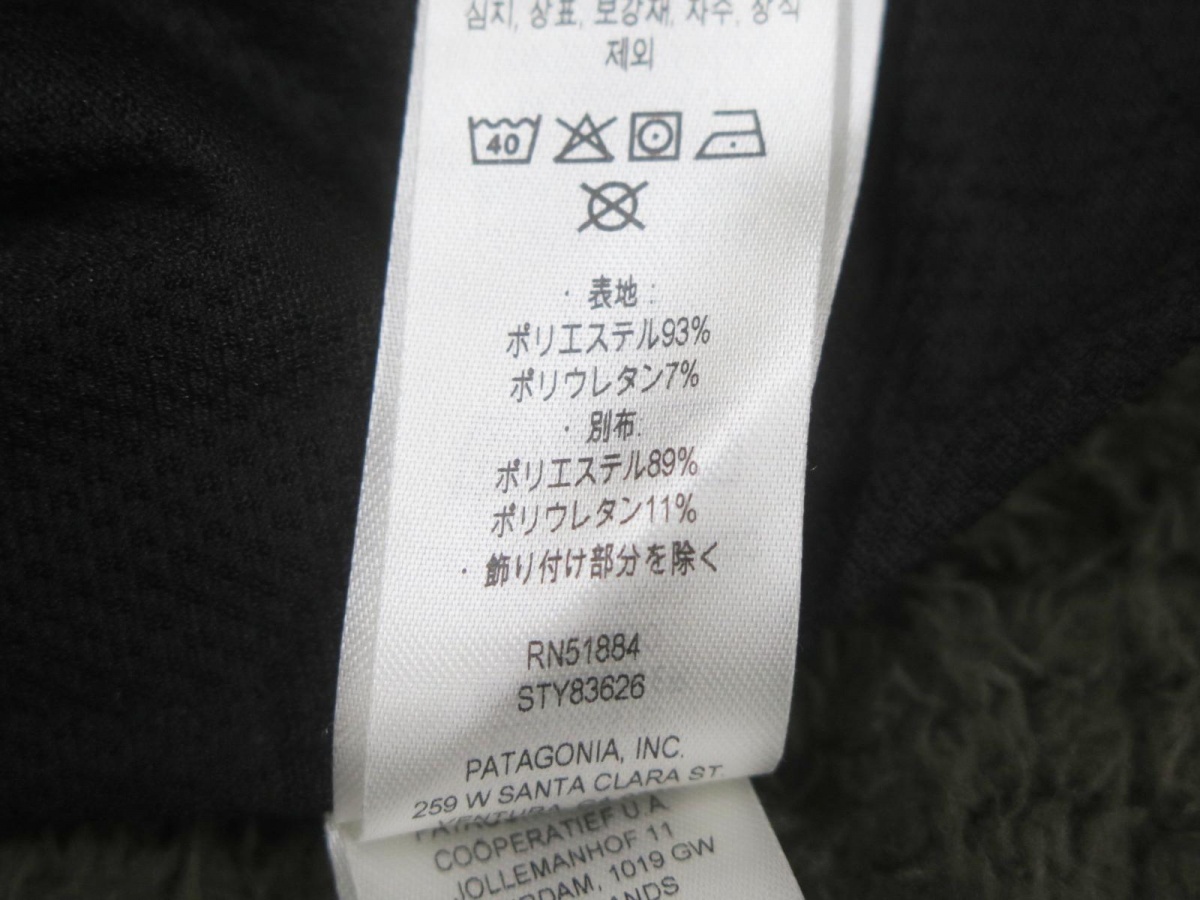 심지, 상표, 보강재, 자수, 장식
제외
40
· 表地 :
ポリエステル93%
ポリウレタン7%
· 別布:
ポリエステル89%
ポリウレタン11%
· 飾り付け部分を除く
RN51884
STY83626
PATAGONIA, INC.
259 W SANTA CLARA ST.
COÖPERATIEF U.A
JOLLEMANHOF 11
1019 GW